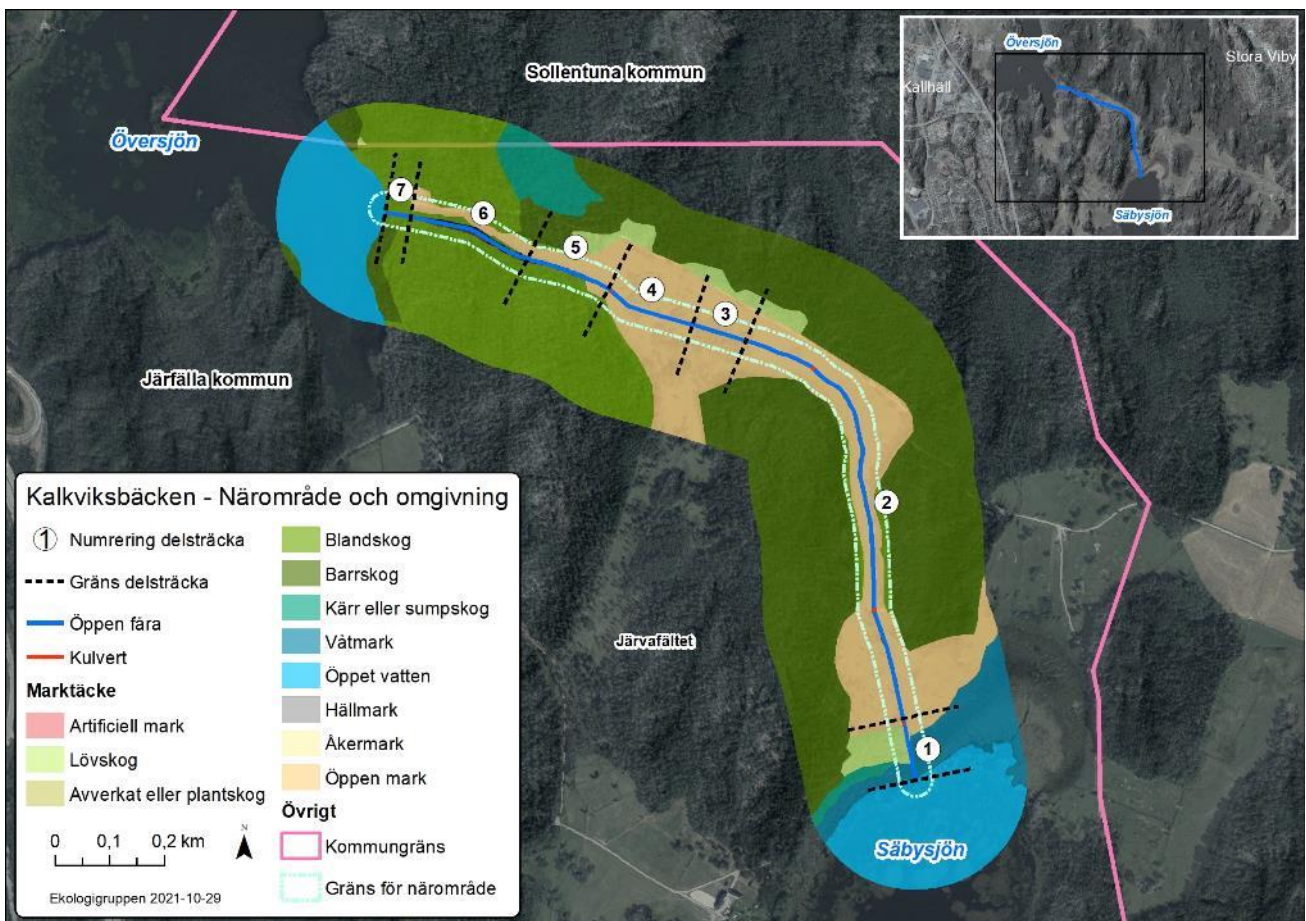 Sollentuna kommun
Översjön
Järfälla kommun
Järvafältet
Säbysjön
7
6
5
4
3
2
1
Översjön
Stora Viby
Kallhäll
Säbysjön
Kalkviksbäcken - Närområde och omgivning
1 Numrering delsträcka
Gräns delsträcka
Öppen fåra
Kulvert
Marktäcke
Artificiell mark
Lövskog
Avverkat eller plantskog
Blandskog
Barrskog
Kärr eller sumpskog
Våtmark
Öppet vatten
Hällmark
Åkermark
Öppen mark
Övrigt
Kommungräns
Gräns för närområde
0 0,1 0,2 km
N
Ekologigruppen 2021-10-29